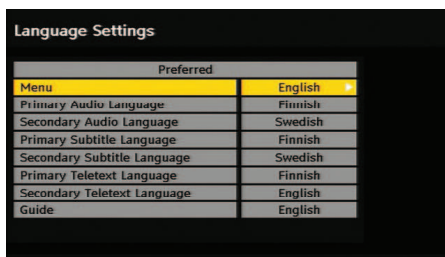 Language Settings
Preferred
Menu English
Primary Audio Language Finnish
Secondary Audio Language Swedish
Primary Subtitle Language Finnish
Secondary Subtitle Language Swedish
Primary Teletext Language Finnish
Secondary Teletext Language English
Guide English